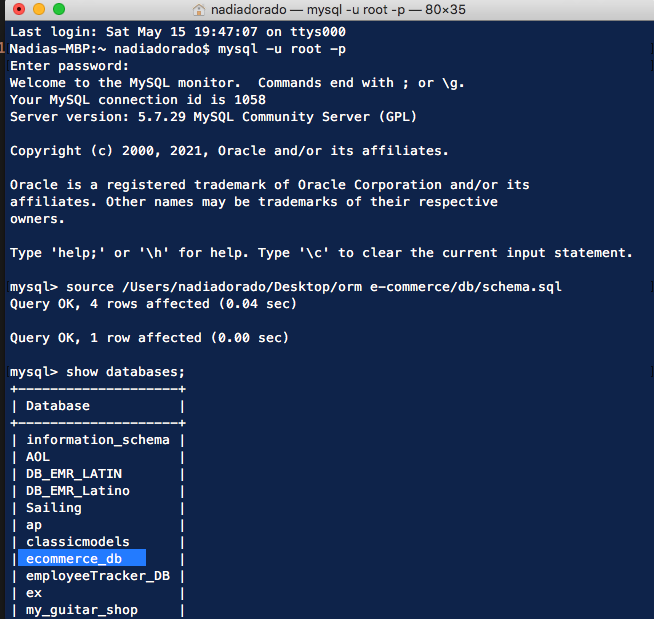 nadiadorado — mysql -u root -p — 80×35
Last login: Sat May 15 19:47:07 on ttys000
Nadias-MBP:~ nadiadorado$ mysql -u root -p
Enter password:
Welcome to the MySQL monitor.  Commands end with ; or \g.
Your MySQL connection id is 1058
Server version: 5.7.29 MySQL Community Server (GPL)

Copyright (c) 2000, 2021, Oracle and/or its affiliates.

Oracle is a registered trademark of Oracle Corporation and/or its
affiliates. Other names may be trademarks of their respective
owners.

Type 'help;' or '\h' for help. Type '\c' to clear the current input statement.

mysql> source /Users/nadiadorado/Desktop/orm e-commerce/db/schema.sql
Query OK, 4 rows affected (0.04 sec)

Query OK, 1 row affected (0.00 sec)

mysql> show databases;
+--------------------+
| Database           |
+--------------------+
| information_schema |
| AOL                |
| DB_EMR_LATIN       |
| DB_EMR_Latino      |
| Sailing            |
| ap                 |
| classicmodels      |
| ecommerce_db       |
| employeeTracker_DB |
| ex                 |
| my_guitar_shop     |